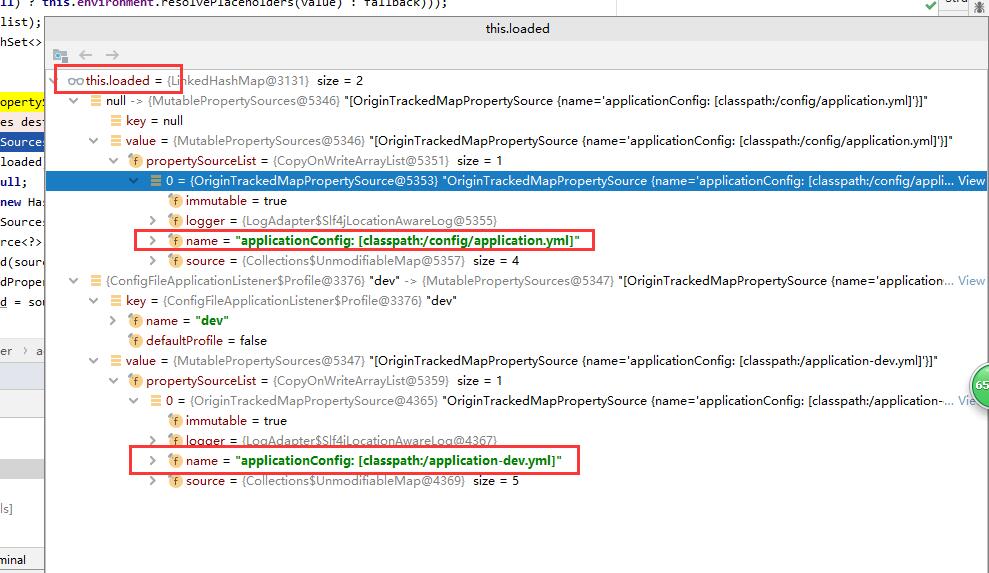 ll) ? this.environment.resolvePlaceholders(value) : fallback)));
list);
this.loaded
hSet<>
this.loaded = {LinkedHashMap@3131} size = 2
opertyS
null -> {MutablePropertySources@5346} "[OriginTrackedMapPropertySource {name='applicationConfig: [classpath:/config/application.yml]'}]"
es dest
key = null
Sources
value = {MutablePropertySources@5346} "[OriginTrackedMapPropertySource {name='applicationConfig: [classpath:/config/application.yml]'}]"
loaded
propertySourceList = {CopyOnWriteArrayList@5351} size = 1
ull;
0 = {OriginTrackedMapPropertySource@5353} "OriginTrackedMapPropertySource {name='applicationConfig: [classpath:/config/appli... View
new Has
immutable = true
Sources
logger = {LogAdapter$Slf4jLocationAwareLog@5355}
rce<?>
name = "applicationConfig: [classpath:/config/application.yml]"
d(sourc
source = {Collections$UnmodifiableMap@5357} size = 4
dProper
{ConfigFileApplicationListener$Profile@3376} "dev" -> {MutablePropertySources@5347} "[OriginTrackedMapPropertySource {name='application... View
d = sou
key = {ConfigFileApplicationListener$Profile@3376} "dev"
name = "dev"
defaultProfile = false
er > a
value = {MutablePropertySources@5347} "[OriginTrackedMapPropertySource {name='applicationConfig: [classpath:/application-dev.yml]'}]"
propertySourceList = {CopyOnWriteArrayList@5359} size = 1
65
0 = {OriginTrackedMapPropertySource@4365} "OriginTrackedMapPropertySource {name='applicationConfig: [classpath:/application-... View
immutable = true
logger = {LogAdapter$Slf4jLocationAwareLog@4367}
name = "applicationConfig: [classpath:/application-dev.yml]"
source = {Collections$UnmodifiableMap@4369} size = 5
ls]
minal